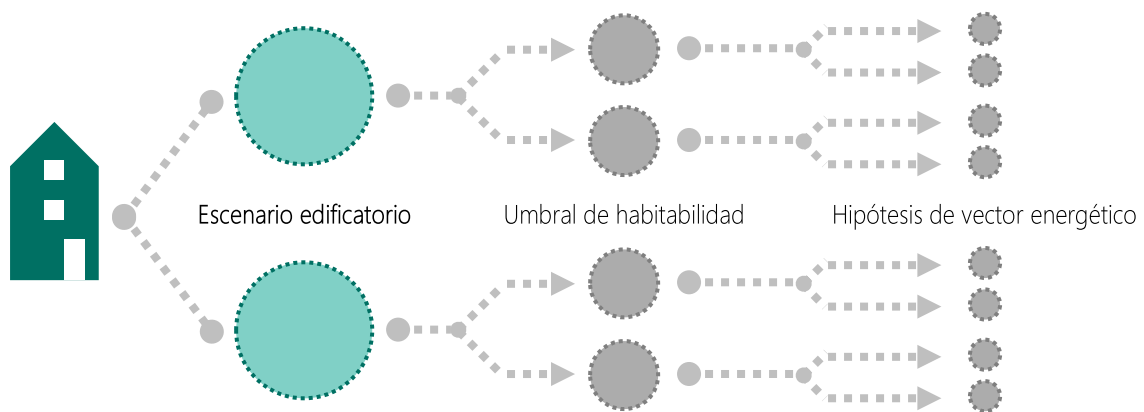 Escenario edificatorio
Umbral de habitabilidad
Hipótesis de vector energético